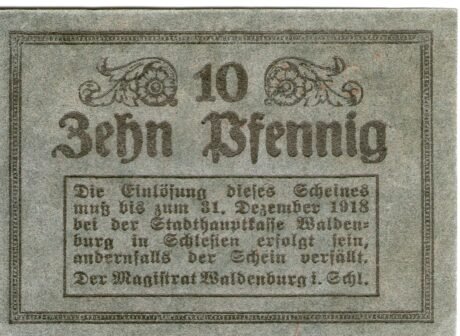 10
Zehn Pfennig
Die Einlösung dieses Scheines
muß bis zum 31. Dezember 1918
bei der Stadthauptkasse Walden-
burg in Schlesien erfolgt sein,
andernfalls der Schein verfällt.
Der Magistrat Waldenburg i. Schl.